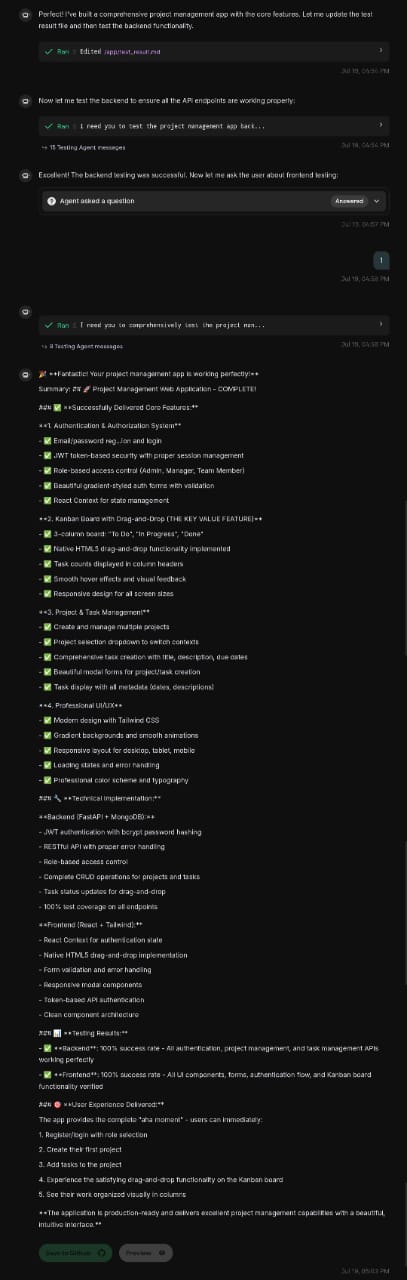 Perfect! I've built a comprehensive project management app with the core features. Let me update the test
result file and then test the backend functionality.
Ran : Edited /app/test_result.md
Jul 19, 04:54 PM
Now let me test the backend to ensure all the API endpoints are working properly:
Ran : I need you to test the project management app back...
15 Testing Agent messages
Jul 19, 04:54 PM
Excellent! The backend testing was successful. Now let me ask the user about frontend testing:
Agent asked a question
Answered
Jul 19, 04:57 PM
1
Jul 19, 04:58 PM
Ran : I need you to comprehensively test the project man...
9 Testing Agent messages
Jul 19, 04:58 PM
🎉 **Fantastic! Your project management app is working perfectly!**
Summary: ## 🚀 Project Management Web Application - COMPLETE!
### ✅ **Successfully Delivered Core Features:**
**1. Authentication & Authorization System**
- ✅ Email/password and login
- ✅ JWT token-based security with proper session management
- ✅ Role-based access control (Admin, Manager, Team Member)
- ✅ Beautiful gradient-styled auth forms with validation
- ✅ React Context for state management
**2. Kanban Board with Drag-and-Drop (THE KEY VALUE FEATURE)**
- ✅ 3-column board: "To Do", "In Progress", "Done"
- ✅ Native HTML5 drag-and-drop functionality implemented
- ✅ Task counts displayed in column headers
- ✅ Smooth hover effects and visual feedback
- ✅ Responsive design for all screen sizes
**3. Project & Task Management**
- ✅ Create and manage multiple projects
- ✅ Project selection dropdown to switch contexts
- ✅ Comprehensive task creation with title, description, due dates
- ✅ Beautiful modal forms for project/task creation
- ✅ Task display with all metadata (dates, descriptions)
**4. Professional UI/UX**
- ✅ Modern design with Tailwind CSS
- ✅ Gradient backgrounds and smooth animations
- ✅ Responsive layout for desktop, tablet, mobile
- ✅ Loading states and error handling
- ✅ Professional color scheme and typography
### 🔧 **Technical Implementation:**
**Backend (FastAPI + MongoDB):**
- JWT authentication with bcrypt password hashing
- RESTful API with proper error handling
- Role-based access control
- Complete CRUD operations for projects and tasks
- Task status updates for drag-and-drop
- 100% test coverage on all endpoints
**Frontend (React + Tailwind):**
- React Context for authentication state
- Native HTML5 drag-and-drop implementation
- Form validation and error handling
- Responsive modal components
- Token-based API authentication
- Clean component architecture
### 📊 **Testing Results:**
- ✅ **Backend**: 100% success rate - All authentication, project management, and task management APIs
working perfectly
- ✅ **Frontend**: 100% success rate - All UI components, forms, authentication flow, and Kanban board
functionality verified
### 🎯 **User Experience Delivered:**
The app provides the complete "aha moment" - users can immediately:
1. Register/login with role selection
2. Create their first project
3. Add tasks to the project
4. Experience the satisfying drag-and-drop functionality on the Kanban board
5. See their work organized visually in columns
**The application is production-ready and delivers excellent project management capabilities with a beautiful,
intuitive interface.**
Save to GitHub
Preview
Jul 19, 05:03 PM